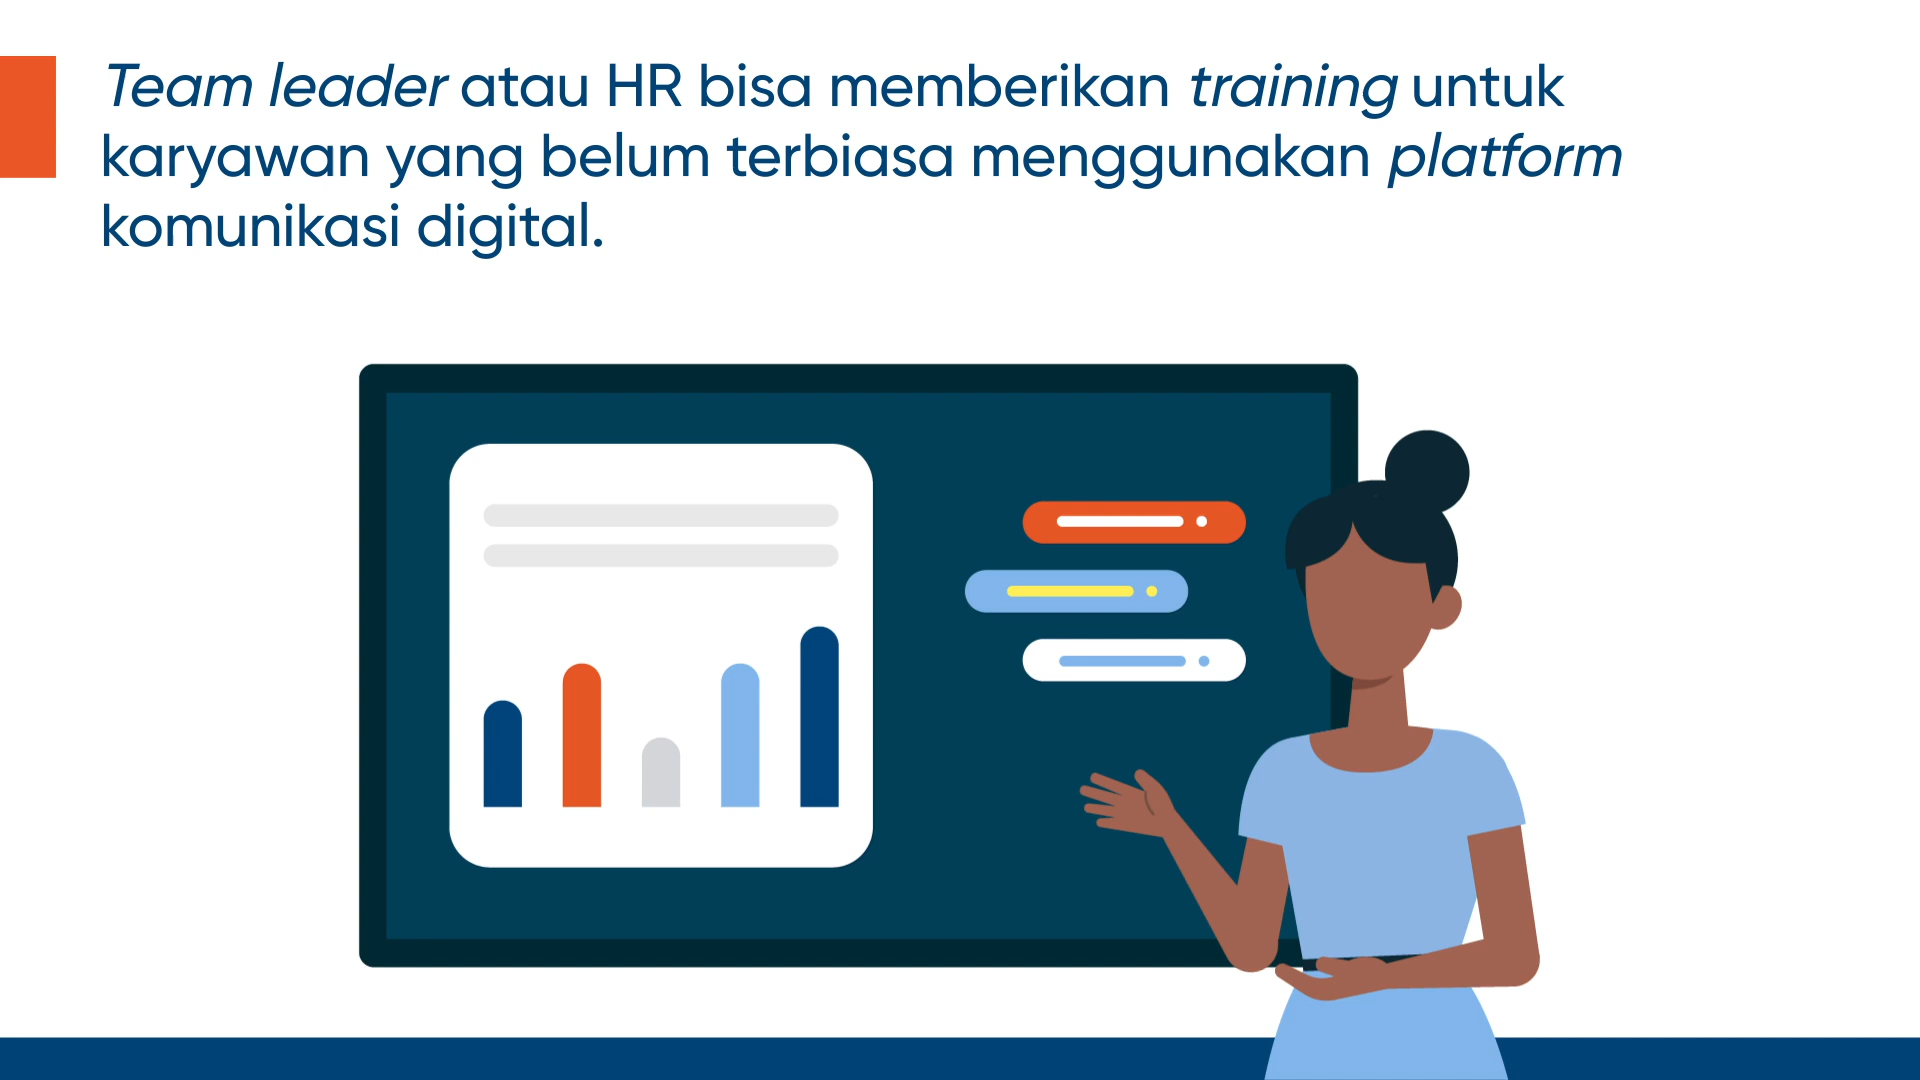 Team leader atau HR bisa memberikan training untuk
karyawan yang belum terbiasa menggunakan platform
komunikasi digital.